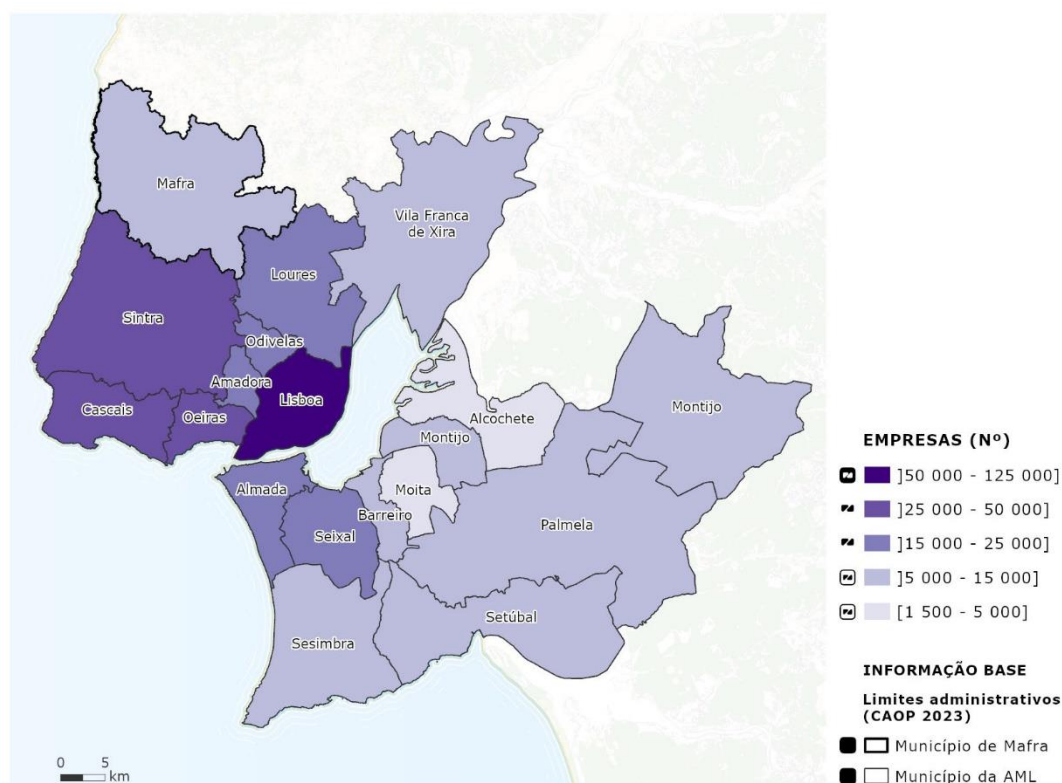 Mafra
Vila Franca
de Xira
Loures
Sintra
Odivelas
Amadora
Lisboa
Cascais
Oeiras
Montijo
Alcochete
Montijo
Almada
Moita
Barreiro
Seixal
Palmela
Setúbal
Sesimbra
0 5
km
EMPRESAS (Nº)
]50 000 - 125 000]
]25 000 - 50 000]
]15 000 - 25 000]
]5 000 - 15 000]
[1 500 - 5 000]
INFORMAÇÃO BASE
Limites administrativos
(CAOP 2023)
Município de Mafra
Município da AML